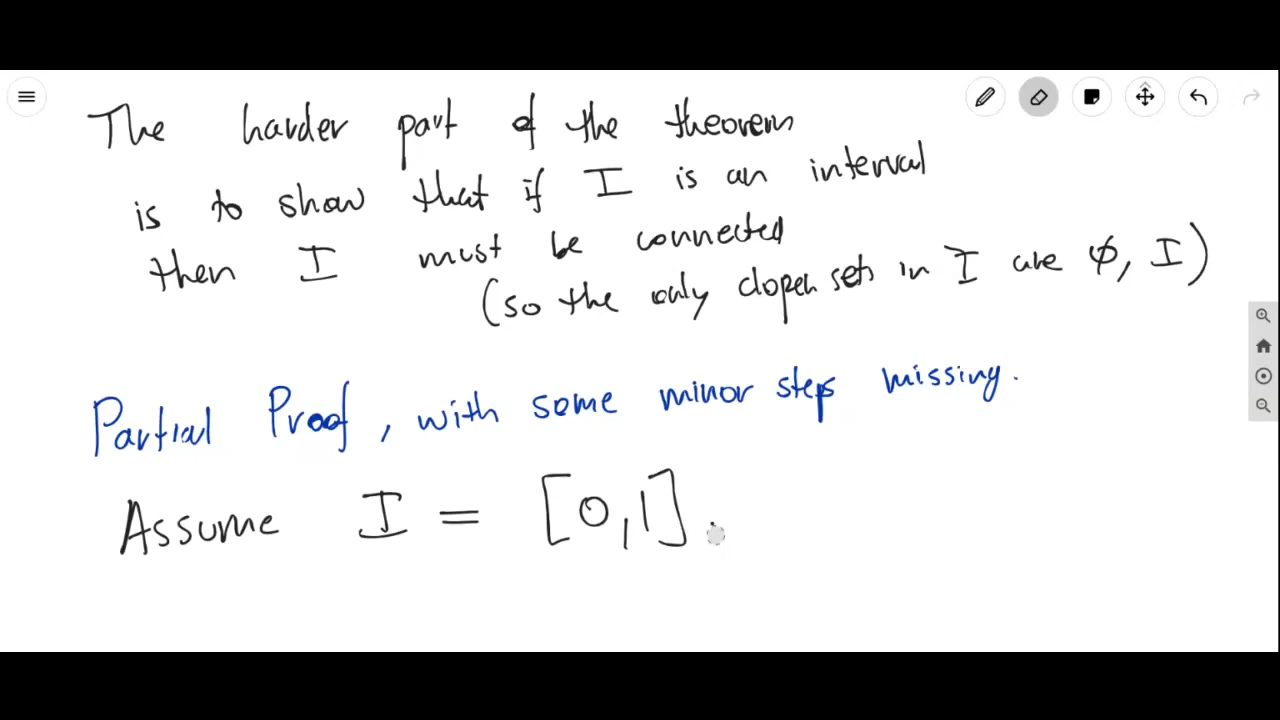 The harder part of the theorem
is to show that if I is an interval
then I must be connected
(so the only clopen sets in I are ϕ, I)
Partial Proof, with some minor steps missing.
Assume I = [0,1].